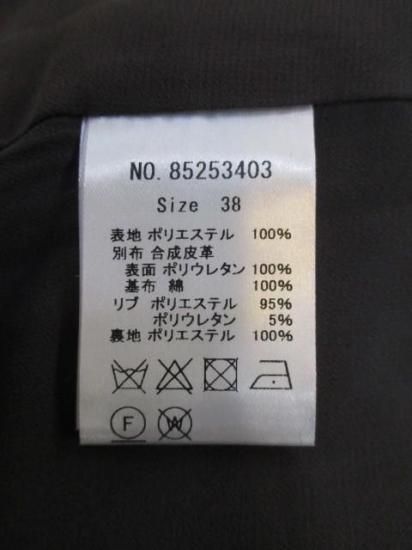 NO. 85253403
Size 38
表地 ポリエステル 100%
別布 合成皮革
表面 ポリウレタン 100%
基布 綿 100%
リブ ポリエステル 95%
ポリウレタン 5%
裏地 ポリエステル 100%
F W